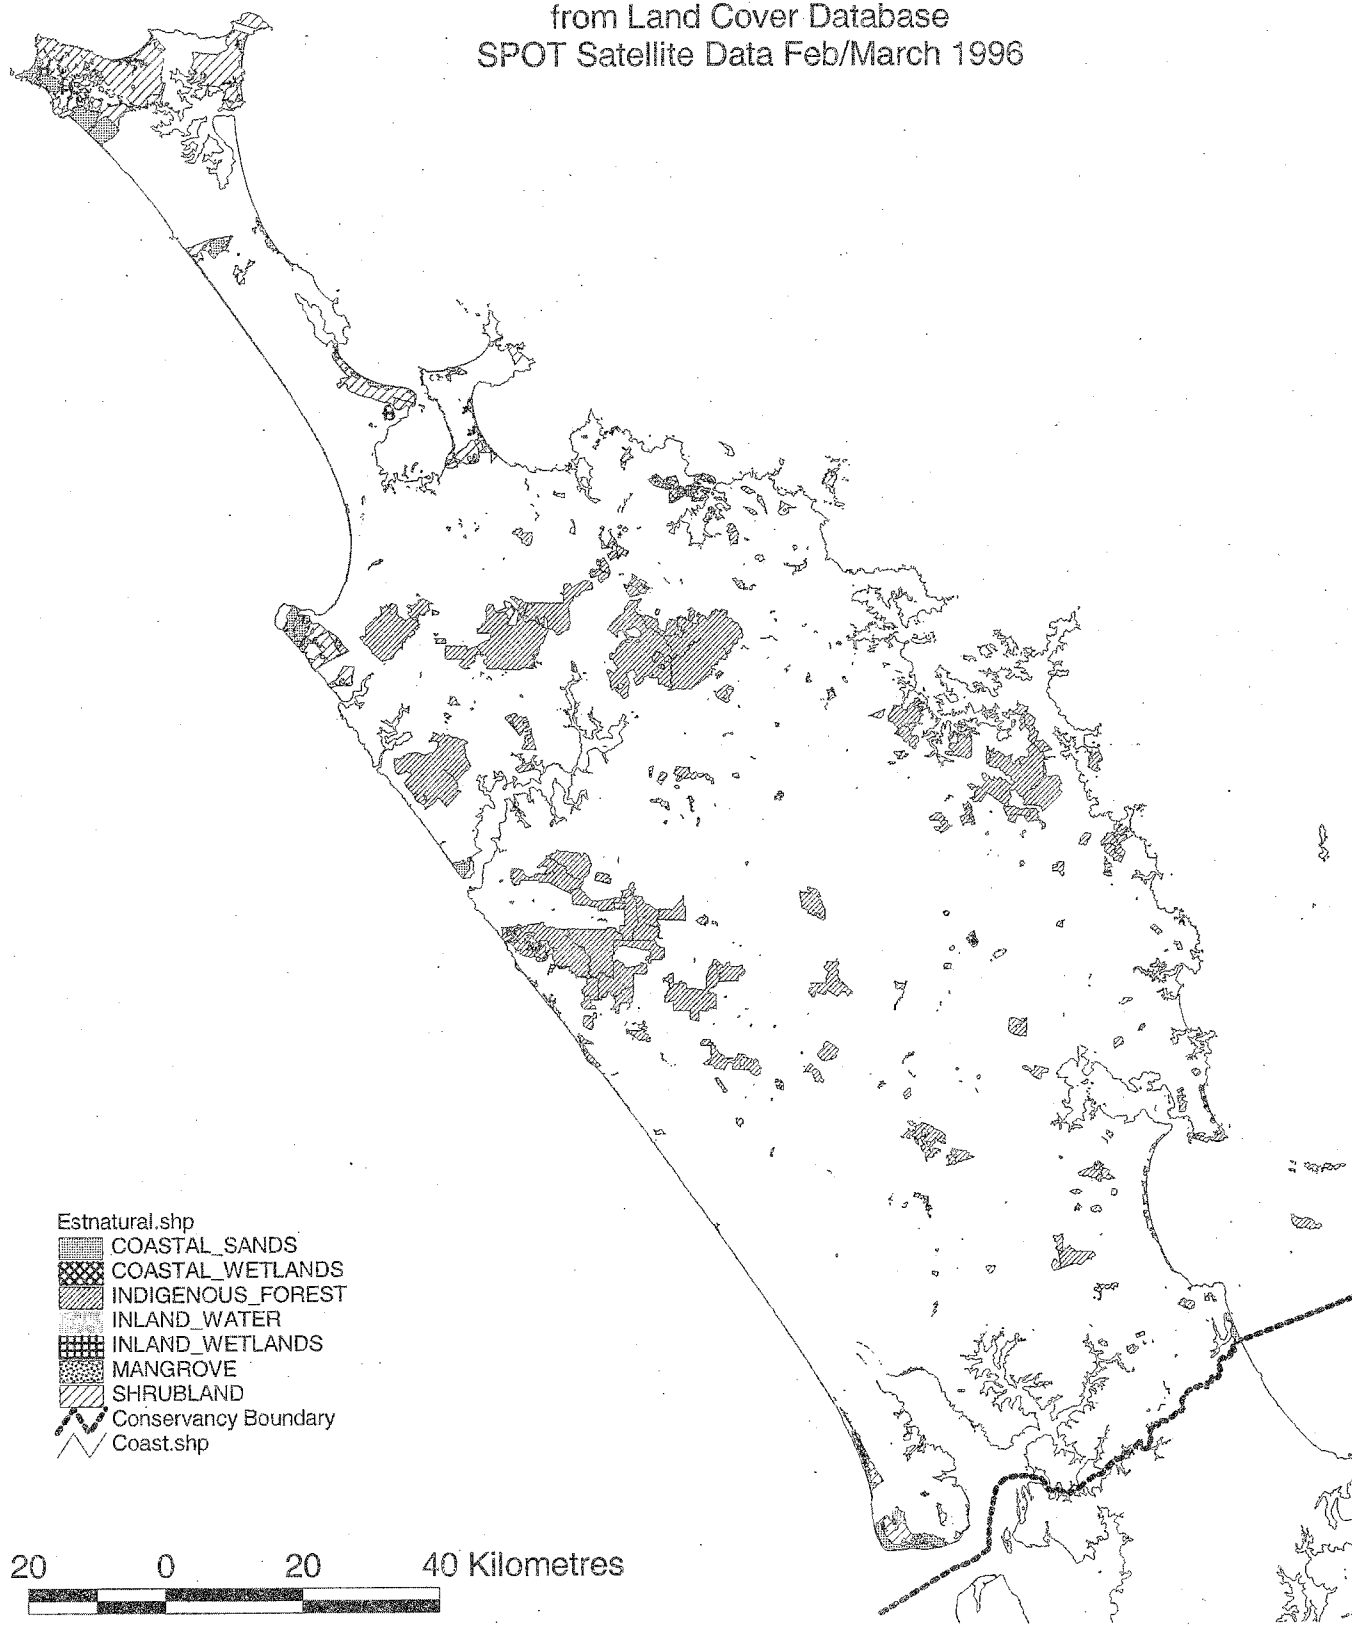 from Land Cover Database
SPOT Satellite Data Feb/March 1996
Estnatural.shp
COASTAL_SANDS
COASTAL_WETLANDS
INDIGENOUS_FOREST
INLAND_WATER
INLAND_WETLANDS
MANGROVE
SHRUBLAND
Conservancy Boundary
Coast.shp
20 0 20 40 Kilometres